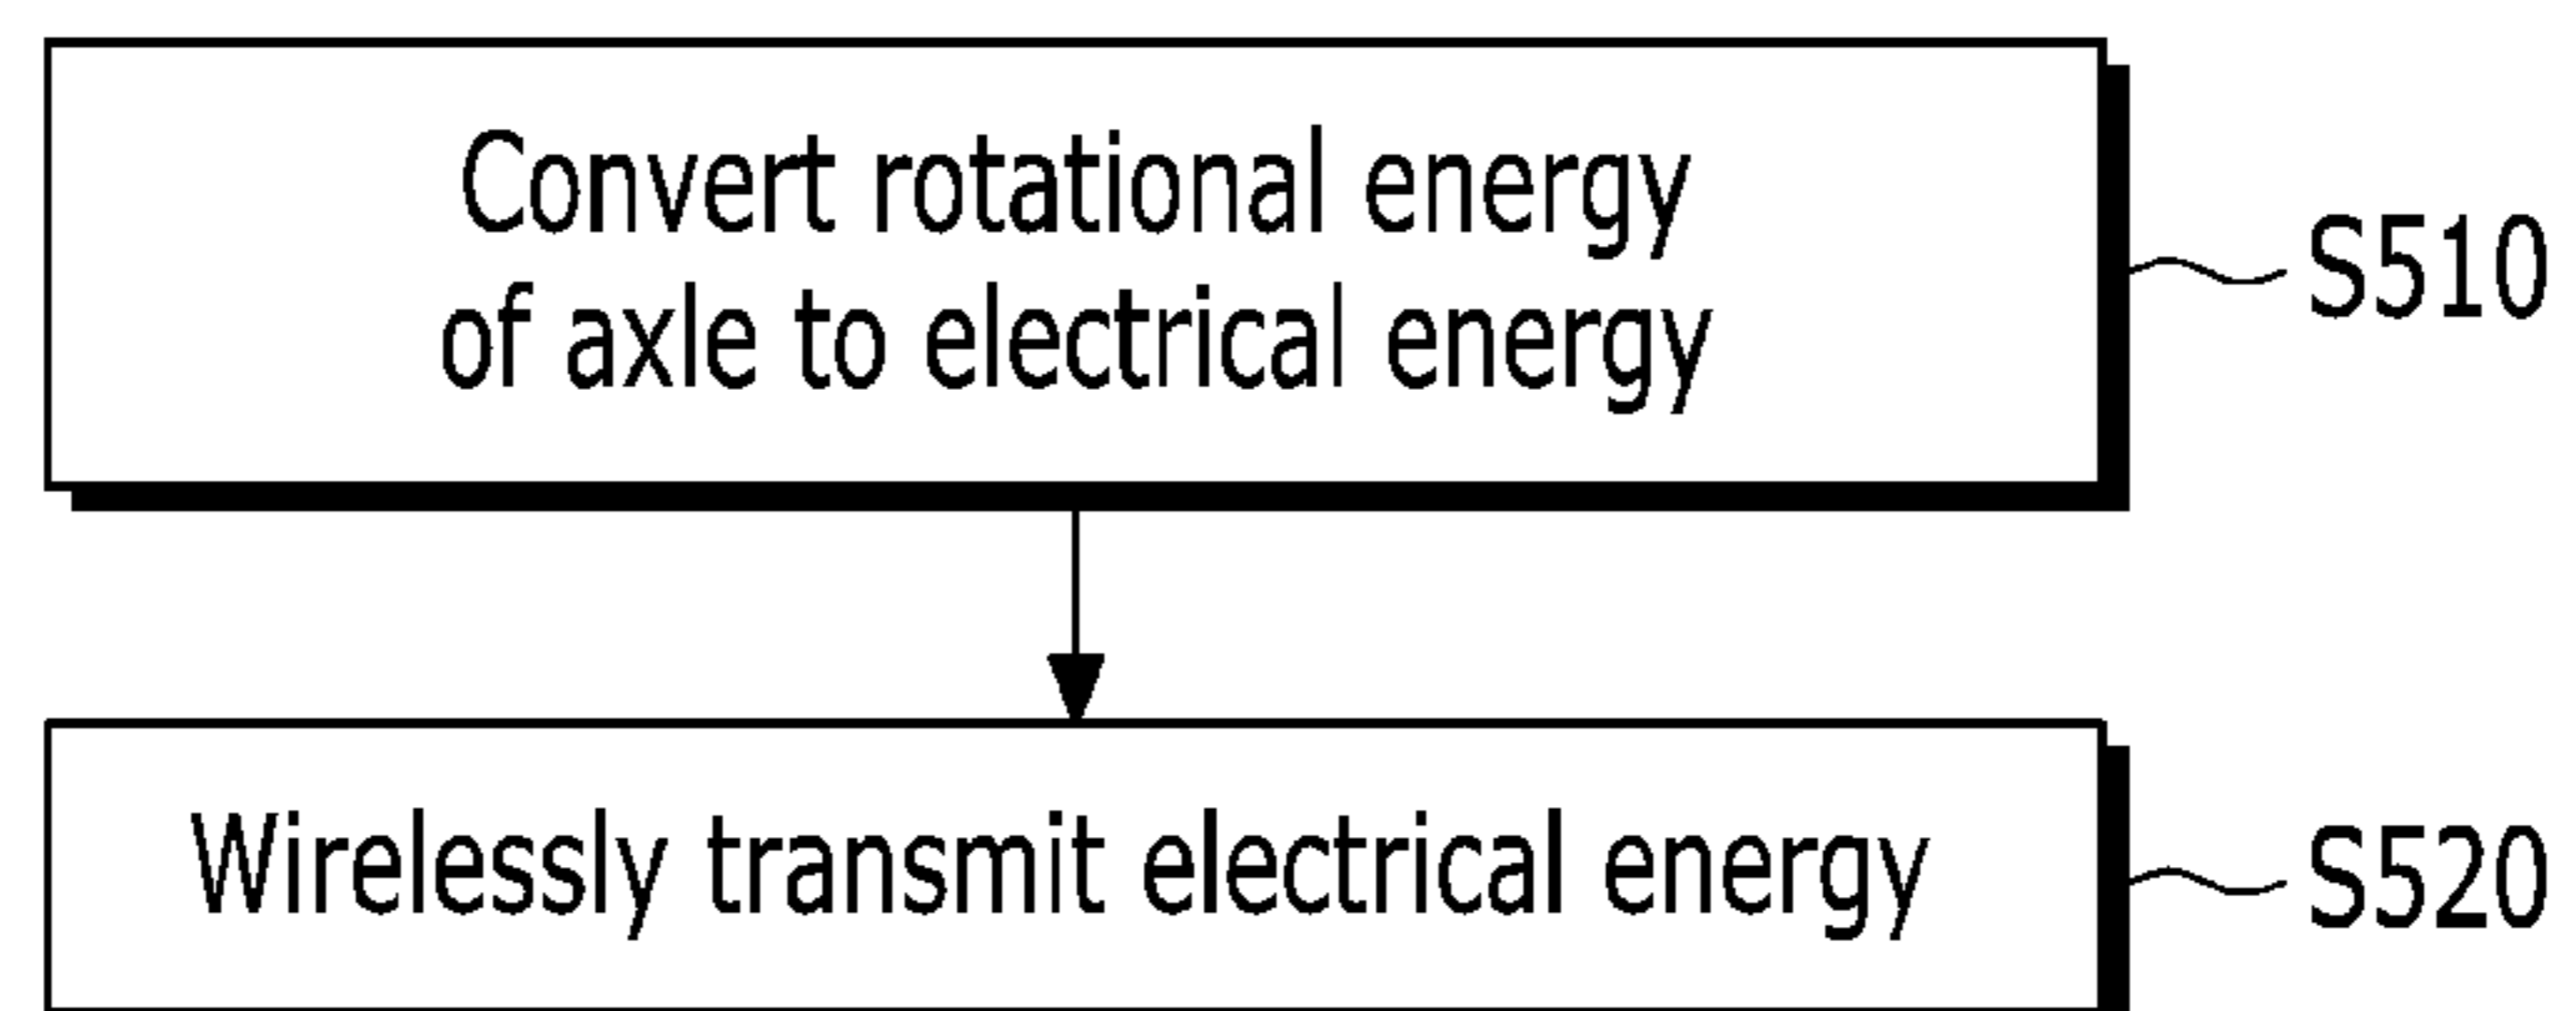 Convert rotational energy
of axle to electrical energy
S510
Wirelessly transmit electrical energy
S520